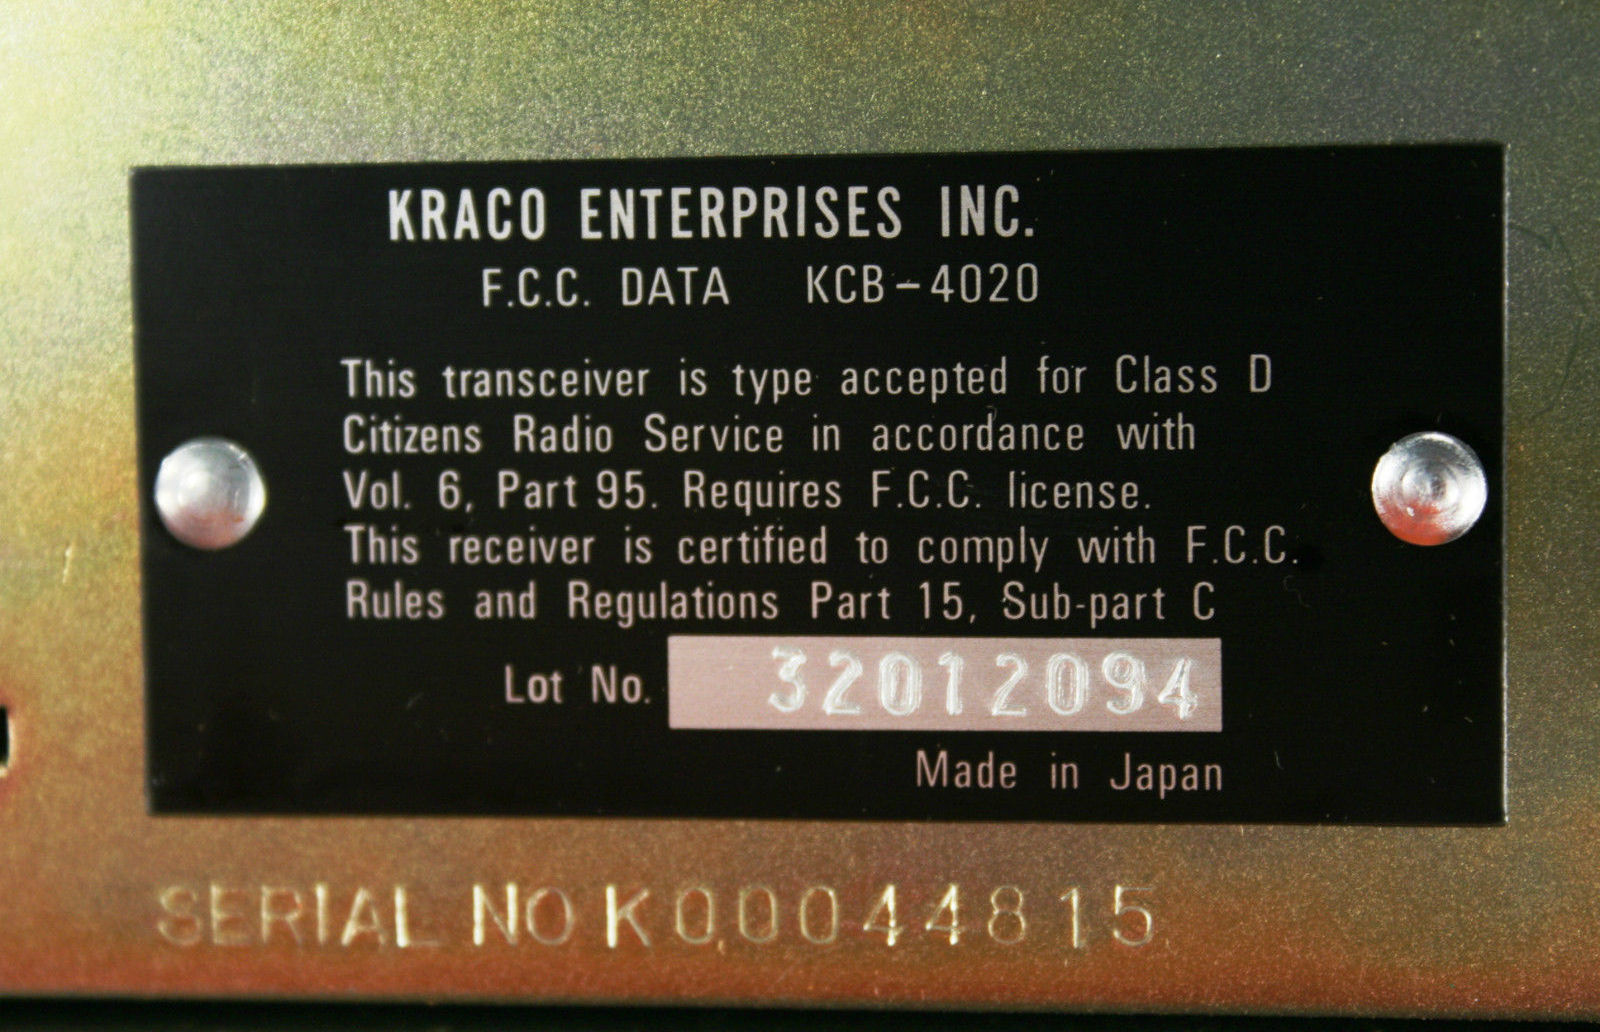 KRACO ENTERPRISES INC.
F.C.C. DATA KCB-4020
This transceiver is type accepted for Class D
Citizens Radio Service in accordance with
Vol. 6, Part 95. Requires F.C.C. license.
This receiver is certified to comply with F.C.C.
Rules and Regulations Part 15, Sub-part C
Lot No. 32012094
Made in Japan
SERIAL NO K00044815